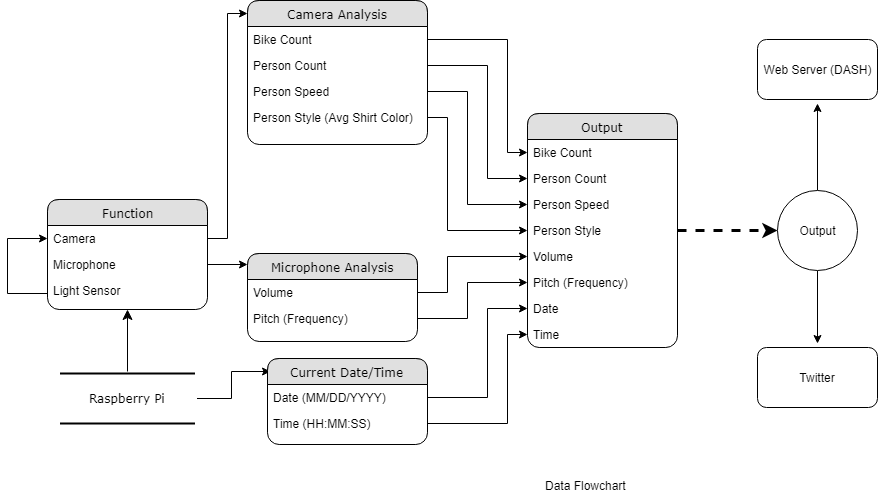 Camera Analysis
Bike Count
Person Count
Person Speed
Person Style (Avg Shirt Color)
Function
Camera
Microphone
Light Sensor
Microphone Analysis
Volume
Pitch (Frequency)
Raspberry Pi
Current Date/Time
Date (MM/DD/YYYY)
Time (HH:MM:SS)
Output
Bike Count
Person Count
Person Speed
Person Style
Volume
Pitch (Frequency)
Date
Time
Web Server (DASH)
Output
Twitter
Data Flowchart